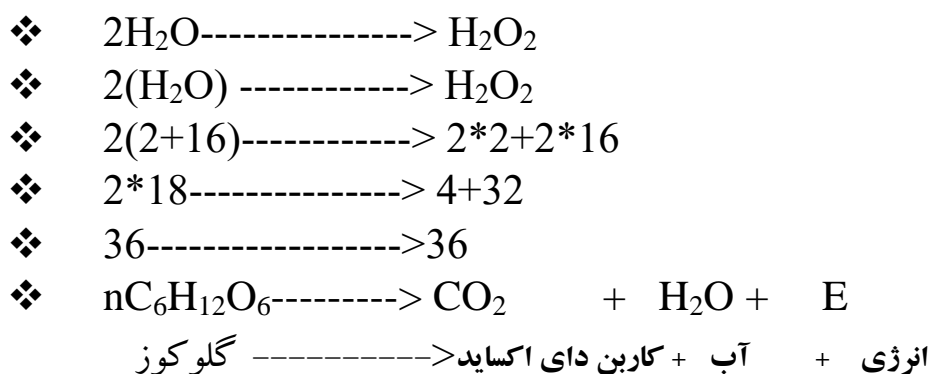 ❖ 2H₂O---------------> H₂O₂
❖ 2(H₂O) ------------> H₂O₂
❖ 2(2+16)------------> 2*2+2*16
❖ 2*18---------------> 4+32
❖ 36------------------>36
❖ nC₆H₁₂O₆---------> CO₂ + H₂O + E
گلوکوز ----------> کاربن دای اکساید + آب + انرژی